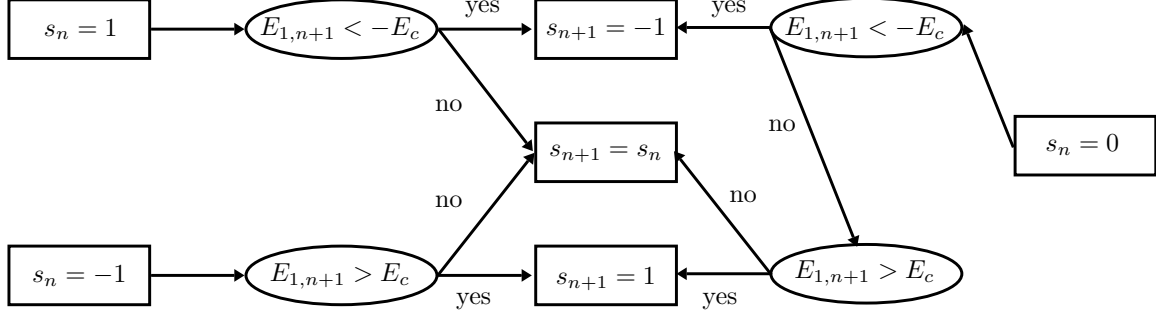 yes
yes
s_n = 1
E_{1,n+1} < −E_c
s_{n+1} = −1
E_{1,n+1} < −E_c
no
no
s_{n+1} = s_n
s_n = 0
no
no
s_n = −1
E_{1,n+1} > E_c
s_{n+1} = 1
E_{1,n+1} > E_c
yes
yes